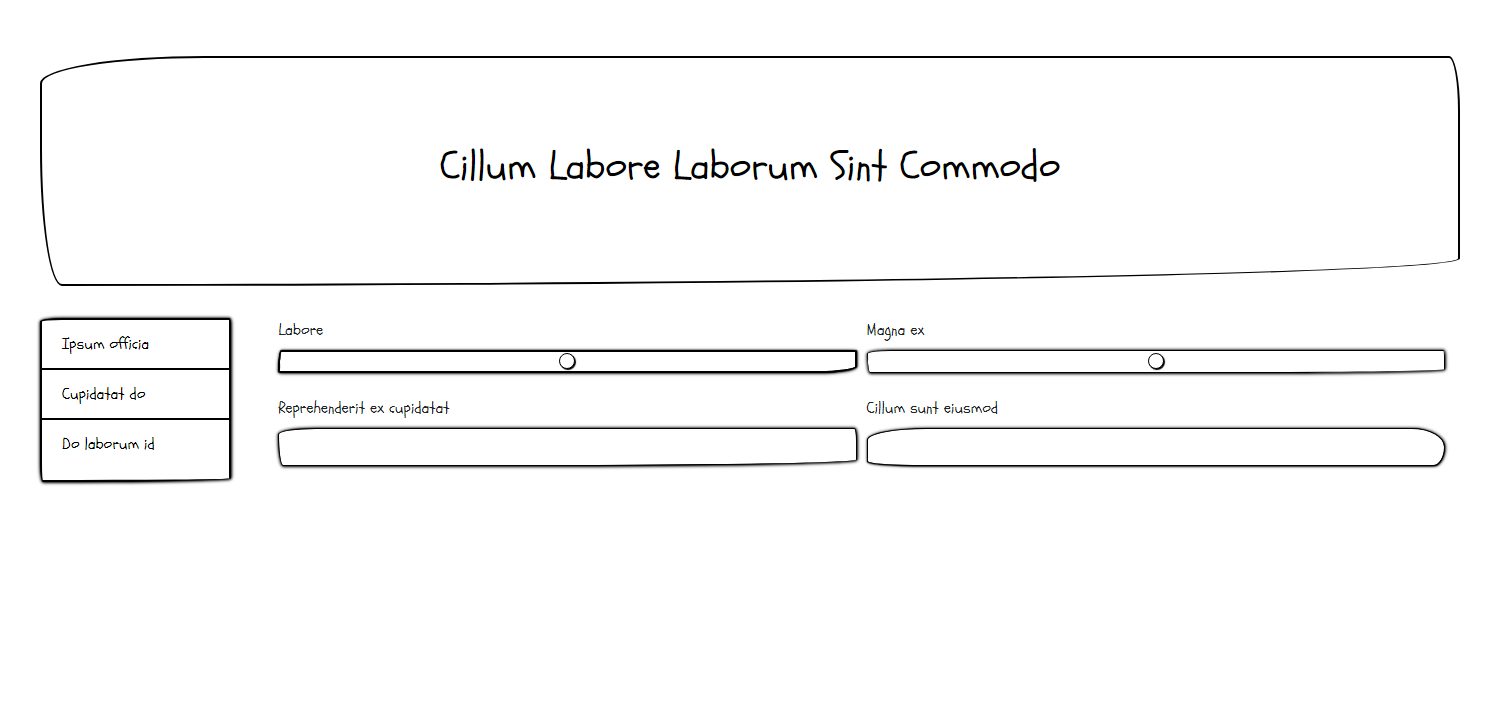 Cillum Labore Laborum Sint Commodo
Ipsum officia
Cupidatat do
Do laborum id
Labore
Magna ex
Reprehenderit ex cupidatat
Cillum sunt eiusmod